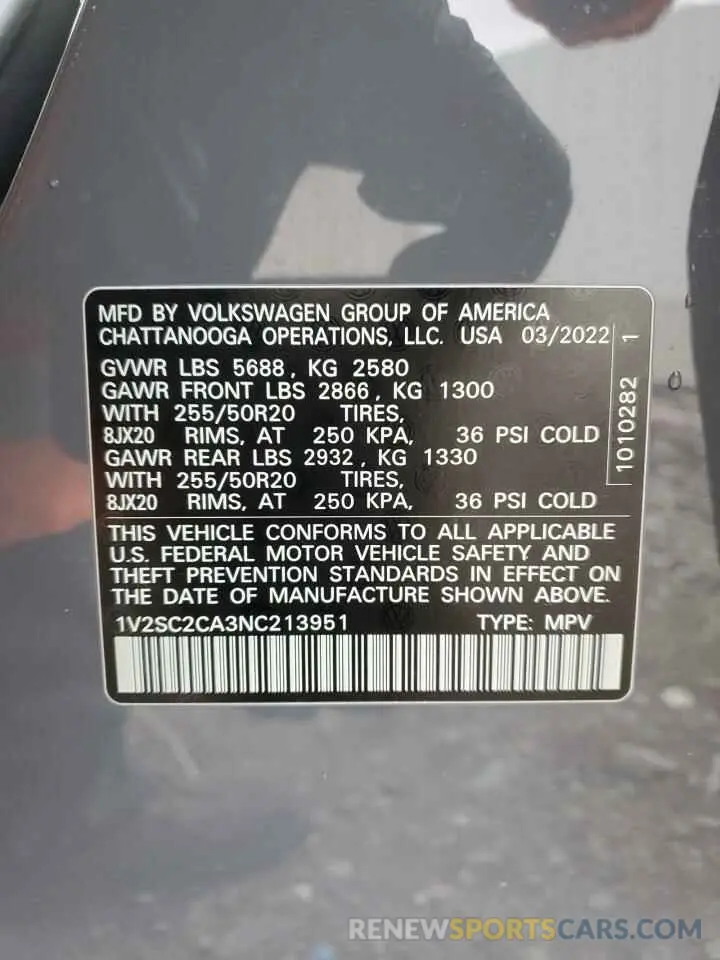 MFD BY VOLKSWAGEN GROUP OF AMERICA
CHATTANOOGA OPERATIONS, LLC. USA 03/2022
GVWR LBS 5688, KG 2580
GAWR FRONT LBS 2866, KG 1300
WITH 255/50R20 TIRES,
8JX20 RIMS, AT 250 KPA, 36 PSI COLD
GAWR REAR LBS 2932, KG 1330
WITH 255/50R20 TIRES,
8JX20 RIMS, AT 250 KPA, 36 PSI COLD
1010282 1
THIS VEHICLE CONFORMS TO ALL APPLICABLE
U.S. FEDERAL MOTOR VEHICLE SAFETY AND
THEFT PREVENTION STANDARDS IN EFFECT ON
THE DATE OF MANUFACTURE SHOWN ABOVE.
1V2SC2CA3NC213951 TYPE: MPV
RENEWSPORTSCARS.COM